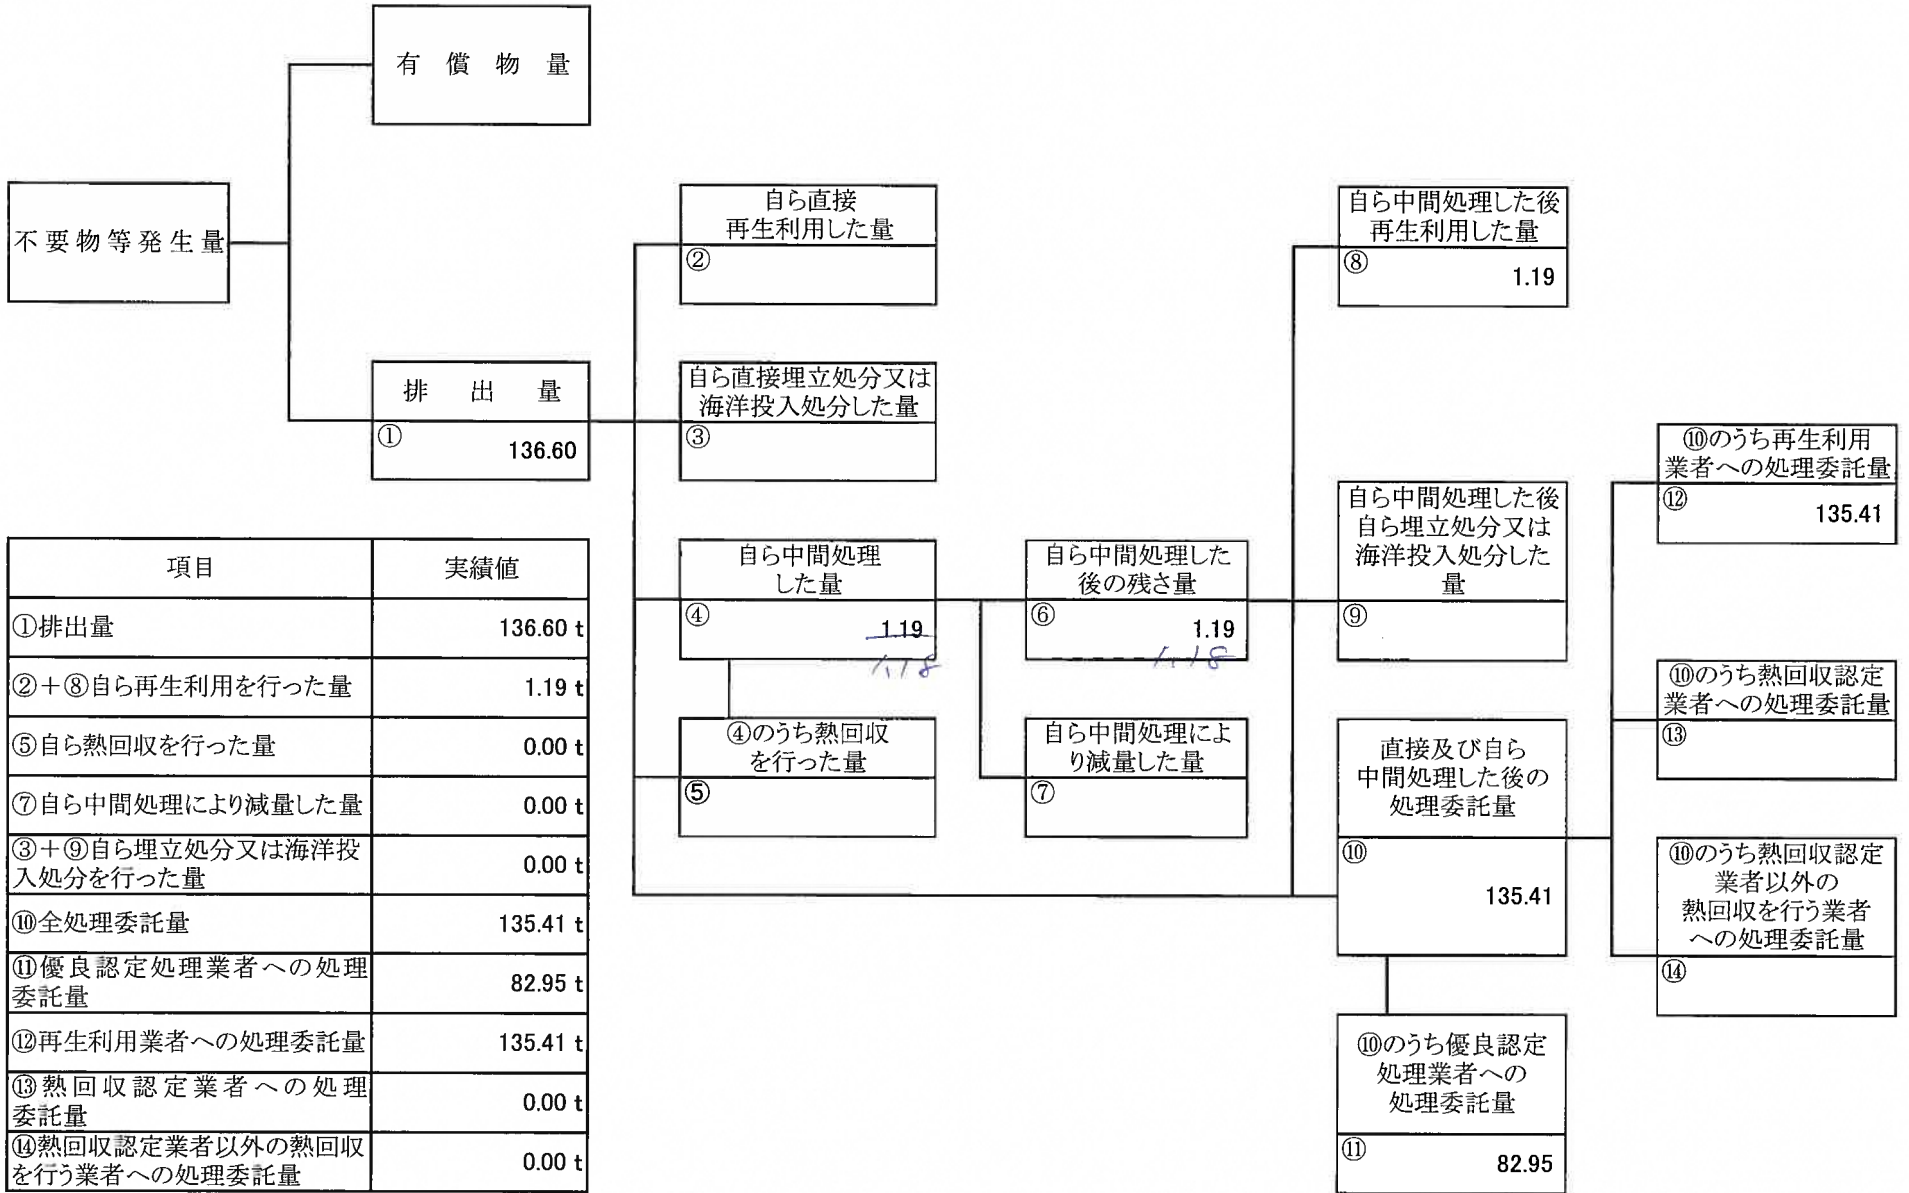 有償物量
不要物等発生量
排出量
① 136.60
自ら直接
再生利用した量
②
自ら直接埋立処分又は
海洋投入処分した量
③
自ら中間処理
した量
④ 1.19
1.18
④のうち熱回収
を行った量
⑤
自ら中間処理した
後の残さ量
⑥ 1.19
1.18
自ら中間処理によ
り減量した量
⑦
自ら中間処理した後
再生利用した量
⑧ 1.19
自ら中間処理した後
自ら埋立処分又は
海洋投入処分した
量
⑨
直接及び自ら
中間処理した後の
処理委託量
⑩
135.41
⑩のうち優良認定
処理業者への
処理委託量
⑪ 82.95
⑩のうち再生利用
業者への処理委託量
⑫ 135.41
⑩のうち熱回収認定
業者への処理委託量
⑬
⑩のうち熱回収認定
業者以外の
熱回収を行う業者
への処理委託量
⑭
項目 実績値
①排出量 136.60 t
②+⑧自ら再生利用を行った量 1.19 t
⑤自ら熱回収を行った量 0.00 t
⑦自ら中間処理により減量した量 0.00 t
③+⑨自ら埋立処分又は海洋投
入処分を行った量 0.00 t
⑩全処理委託量 135.41 t
⑪優良認定処理業者への処理
委託量 82.95 t
⑫再生利用業者への処理委託量 135.41 t
⑬熱回収認定業者への処理
委託量 0.00 t
⑭熱回収認定業者以外の熱回収
を行う業者への処理委託量 0.00 t